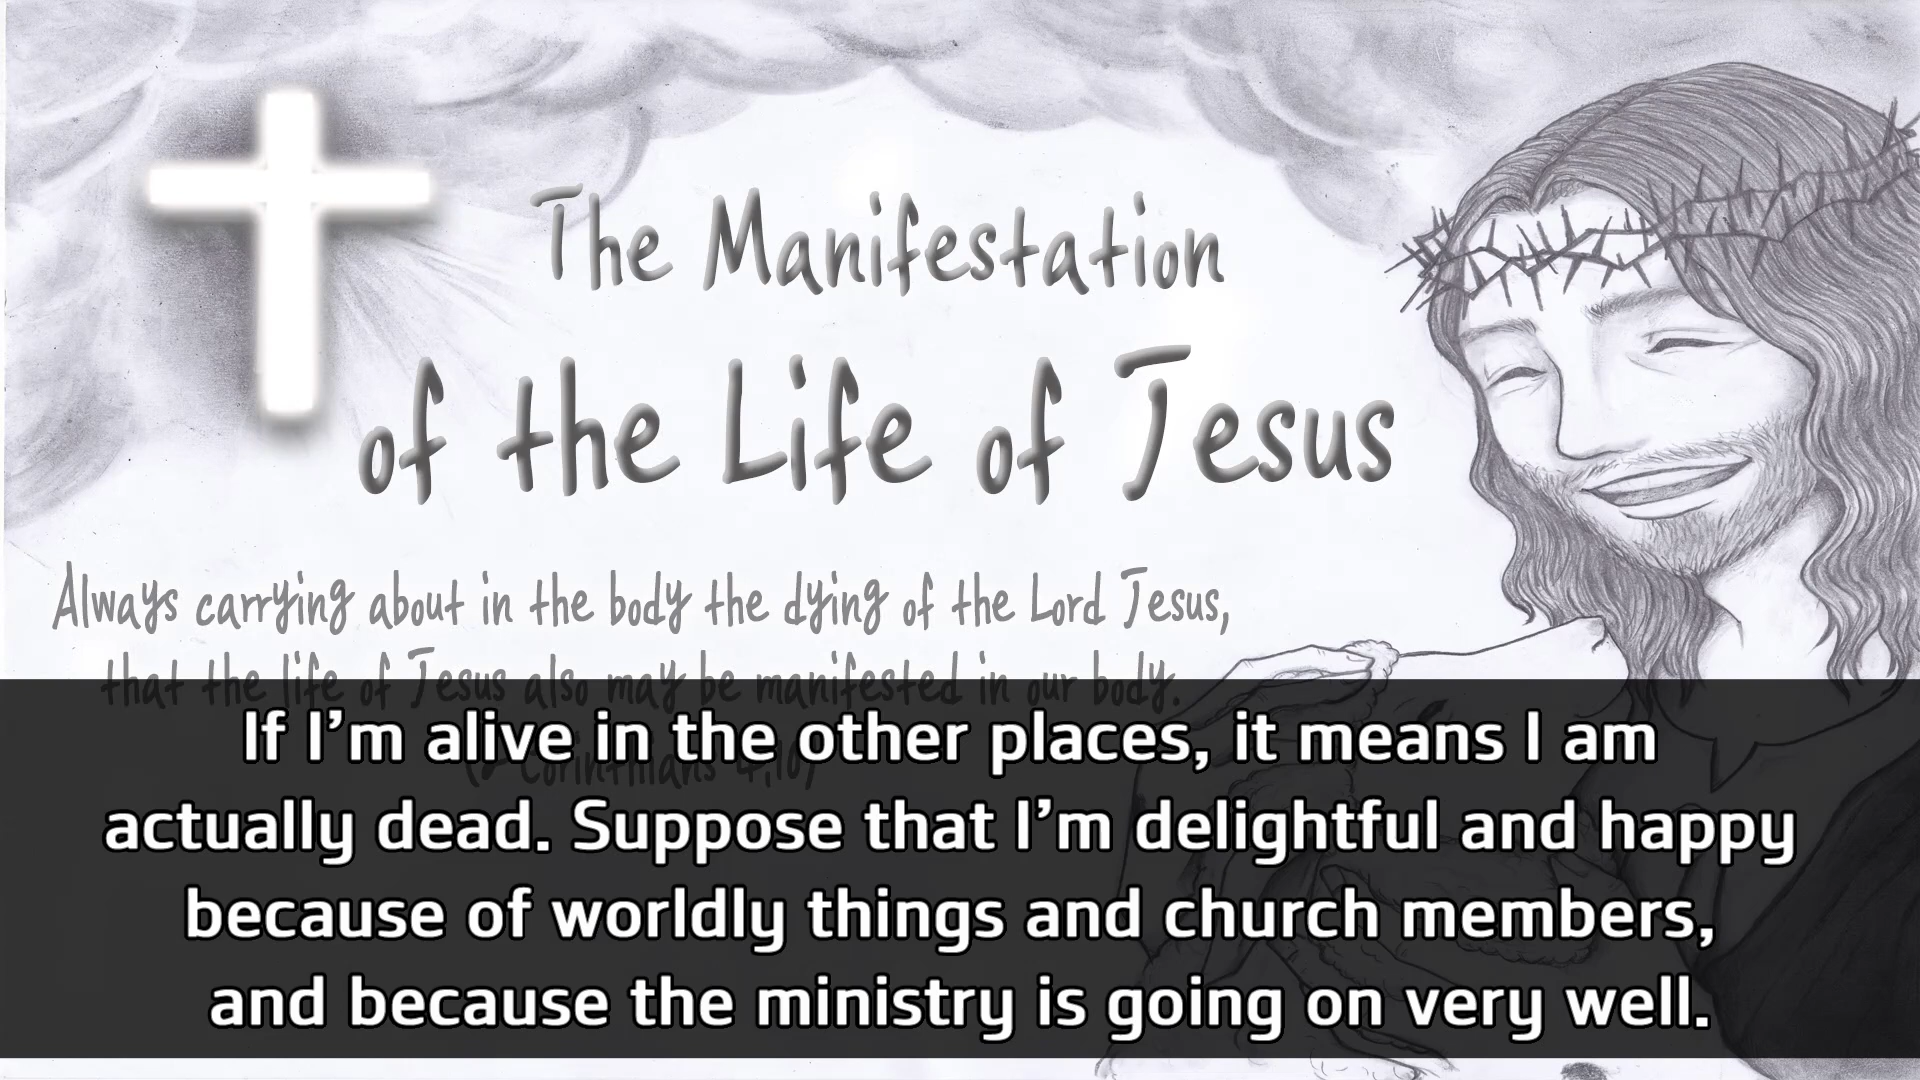 The Manifestation
of the Life of Jesus
Always carrying about in the body the dying of the Lord Jesus,
that the life of Jesus also may be manifested in our body.
Corinthians 4,10)
If I’m alive in the other places, it means I am
actually dead. Suppose that I’m delightful and happy
because of worldly things and church members,
and because the ministry is going on very well.